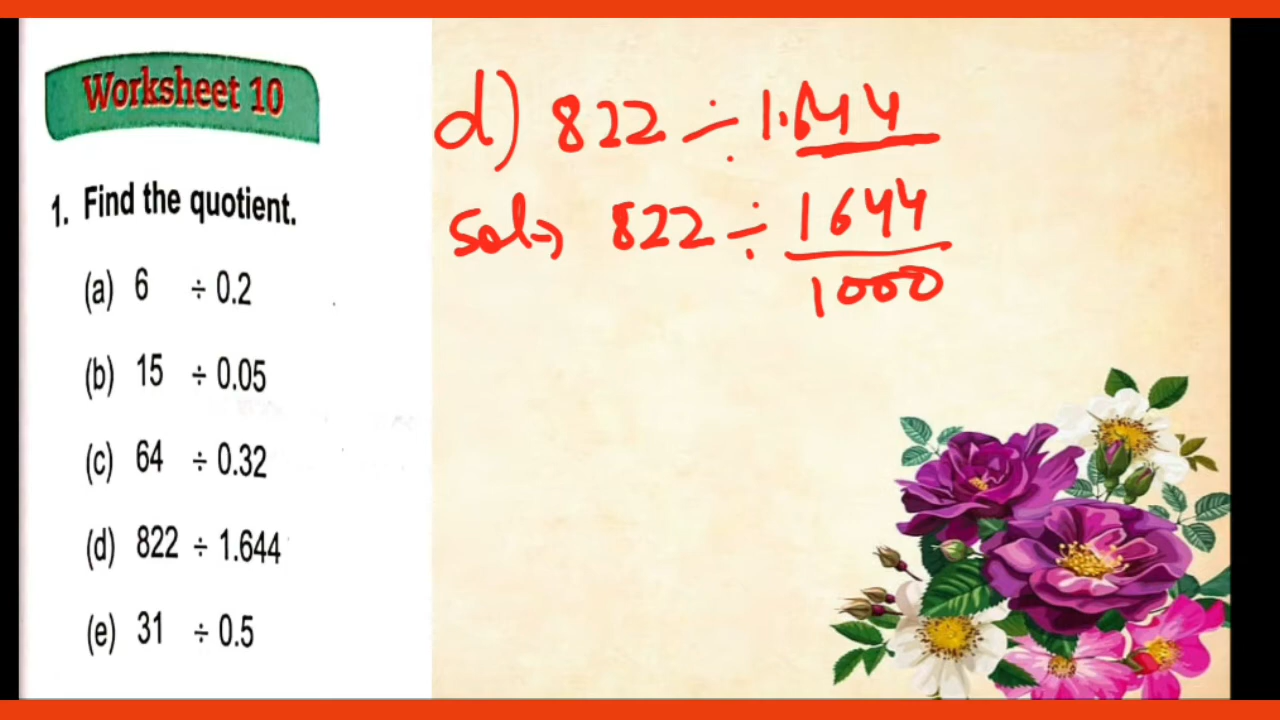 Worksheet 10
1. Find the quotient.
(a) 6 ÷ 0.2
(b) 15 ÷ 0.05
(c) 64 ÷ 0.32
(d) 822 ÷ 1.644
(e) 31 ÷ 0.5
d) 822 ÷ 1.644
Sol→ 822 ÷ 1644
1000